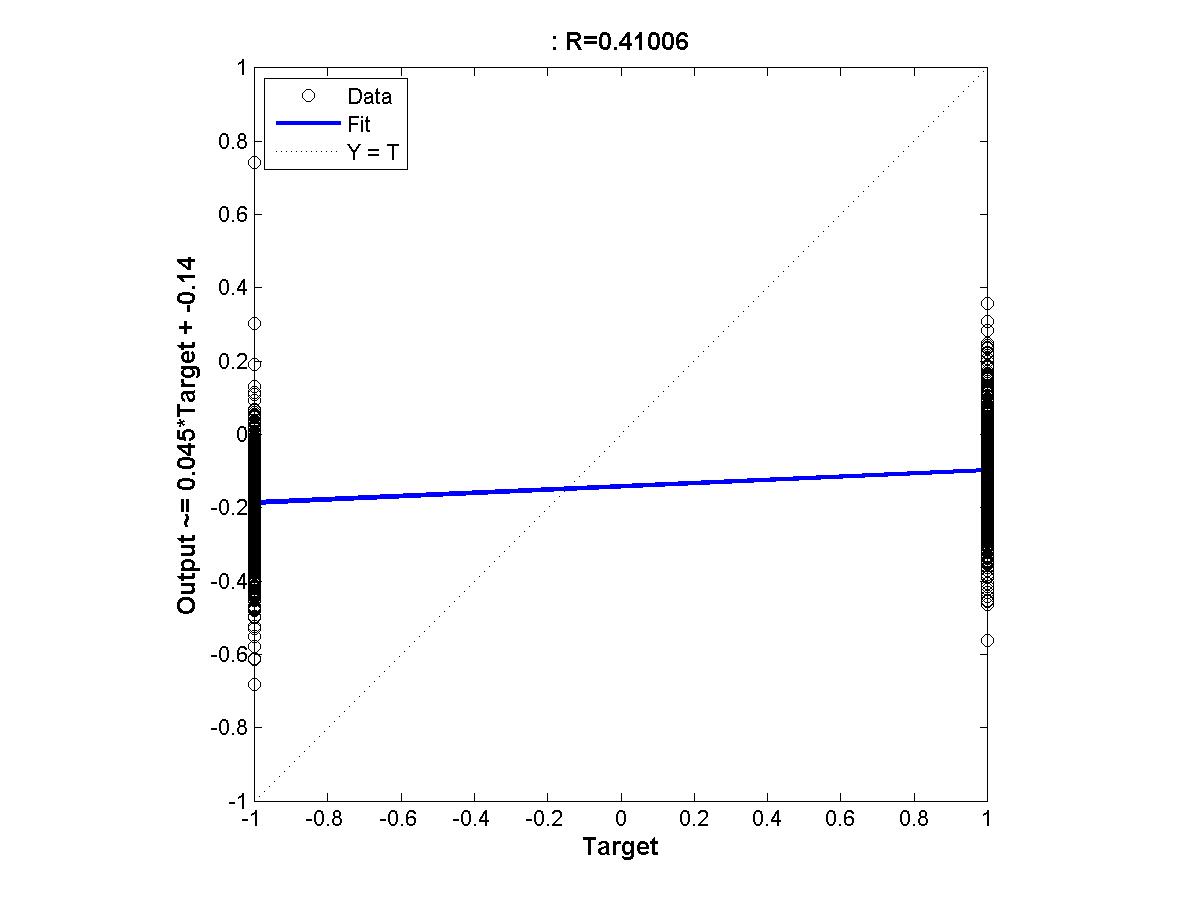 : R=0.41006
Data
Fit
Y = T
1
0.8
0.6
0.4
0.2
0
-0.2
-0.4
-0.6
-0.8
-1
Output ~= 0.045*Target + -0.14
-1 -0.8 -0.6 -0.4 -0.2 0 0.2 0.4 0.6 0.8 1
Target